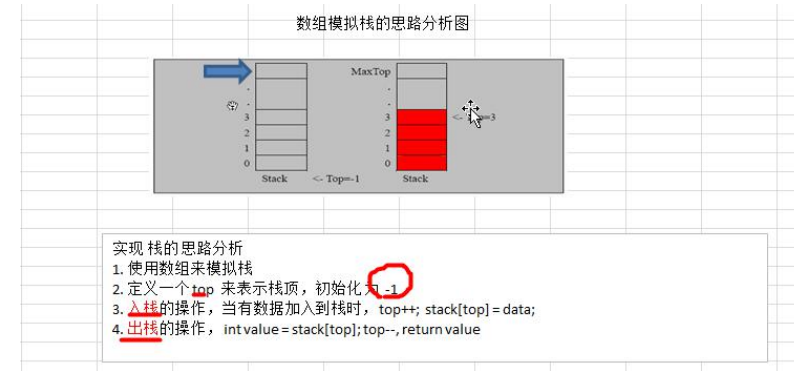 数组模拟栈的思路分析图
MaxTop
.
.
.
.
3
3
<- Top=3
2
2
1
1
0
0
Stack
<- Top=-1
Stack
实现 栈的 思路分析
1. 使用数组来模拟栈
2. 定义一个 top 来表示栈顶，初始化 为 -1
3. 入栈的操作，当有数据加入到栈时，top++; stack[top] = data;
4. 出栈的操作， int value = stack[top]; top--, return value